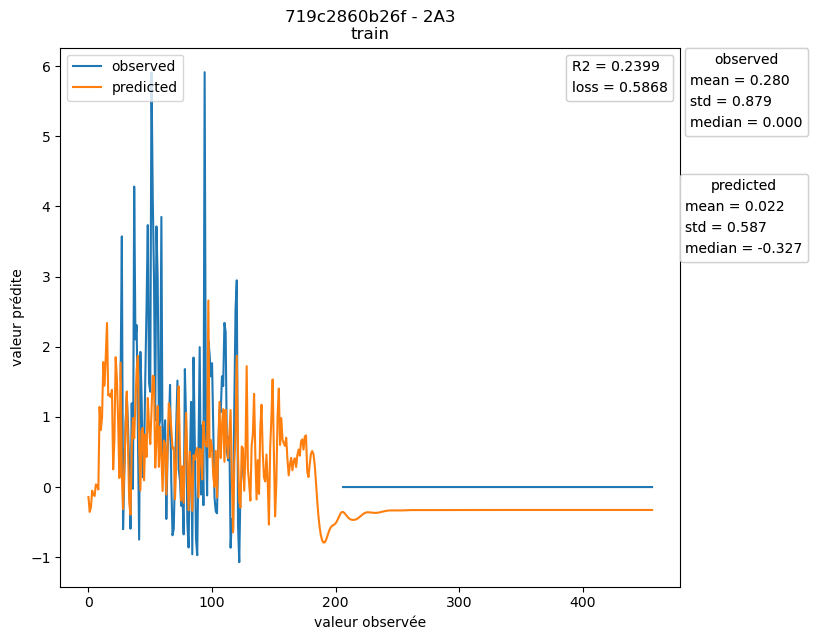 719c2860b26f - 2A3
train
observed
predicted
R2 = 0.2399
loss = 0.5868
observed
mean = 0.280
std = 0.879
median = 0.000
predicted
mean = 0.022
std = 0.587
median = -0.327
valeur prédite
6
5
4
3
2
1
0
−1
0
100
200
300
400
valeur observée